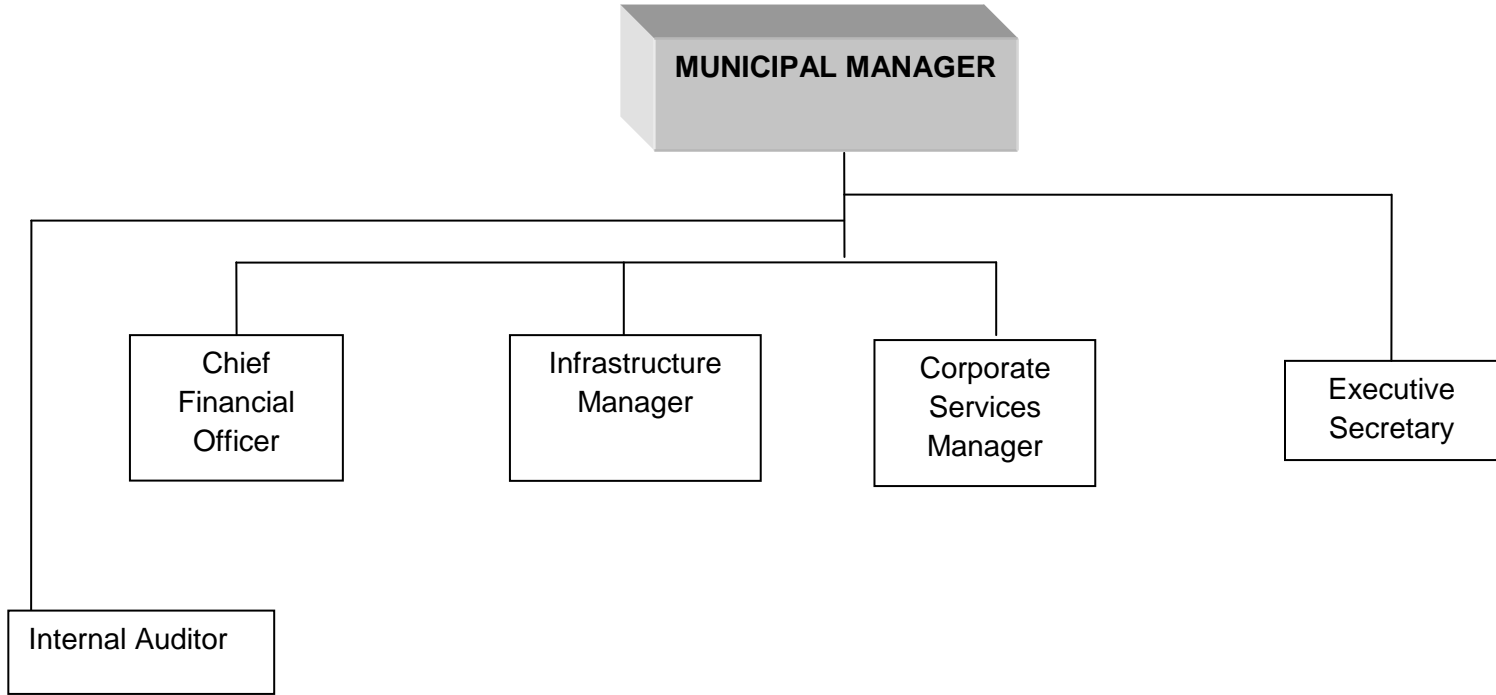 MUNICIPAL MANAGER
Chief
Financial
Officer
Infrastructure
Manager
Corporate
Services
Manager
Executive
Secretary
Internal Auditor